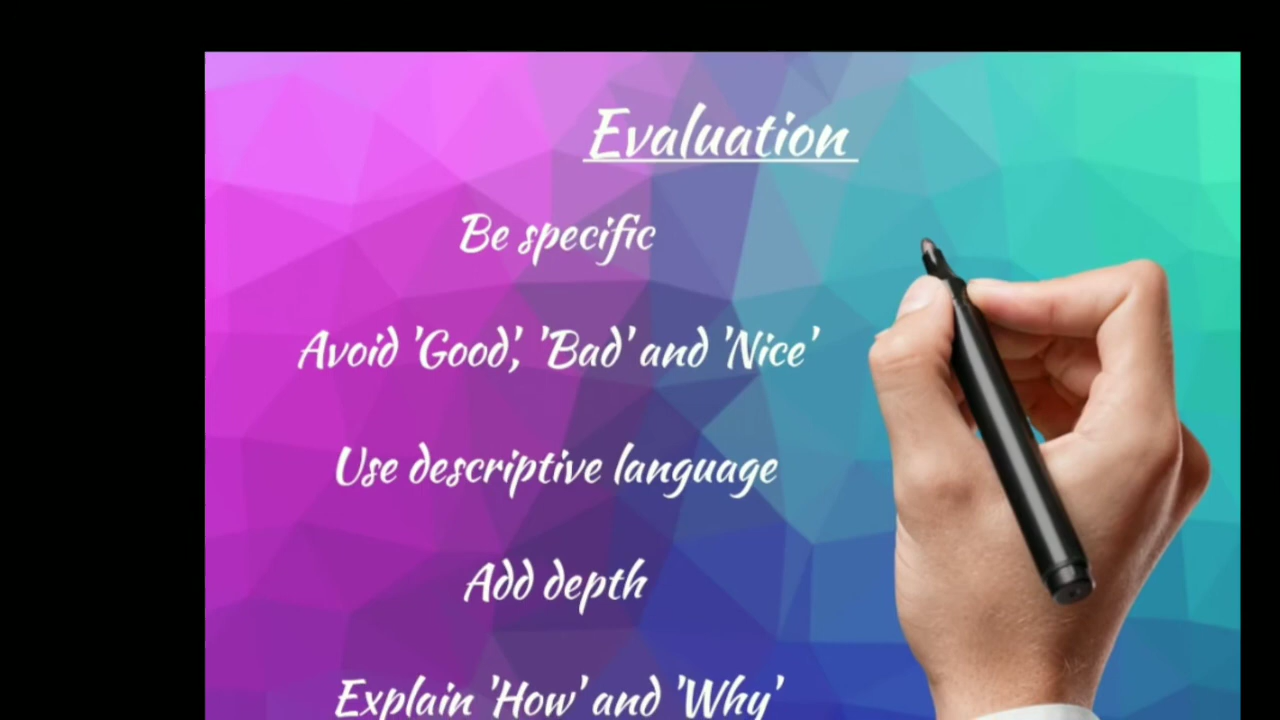 Evaluation
Be specific
Avoid 'Good', 'Bad' and 'Nice'
Use descriptive language
Add depth
Explain 'How' and 'Why'